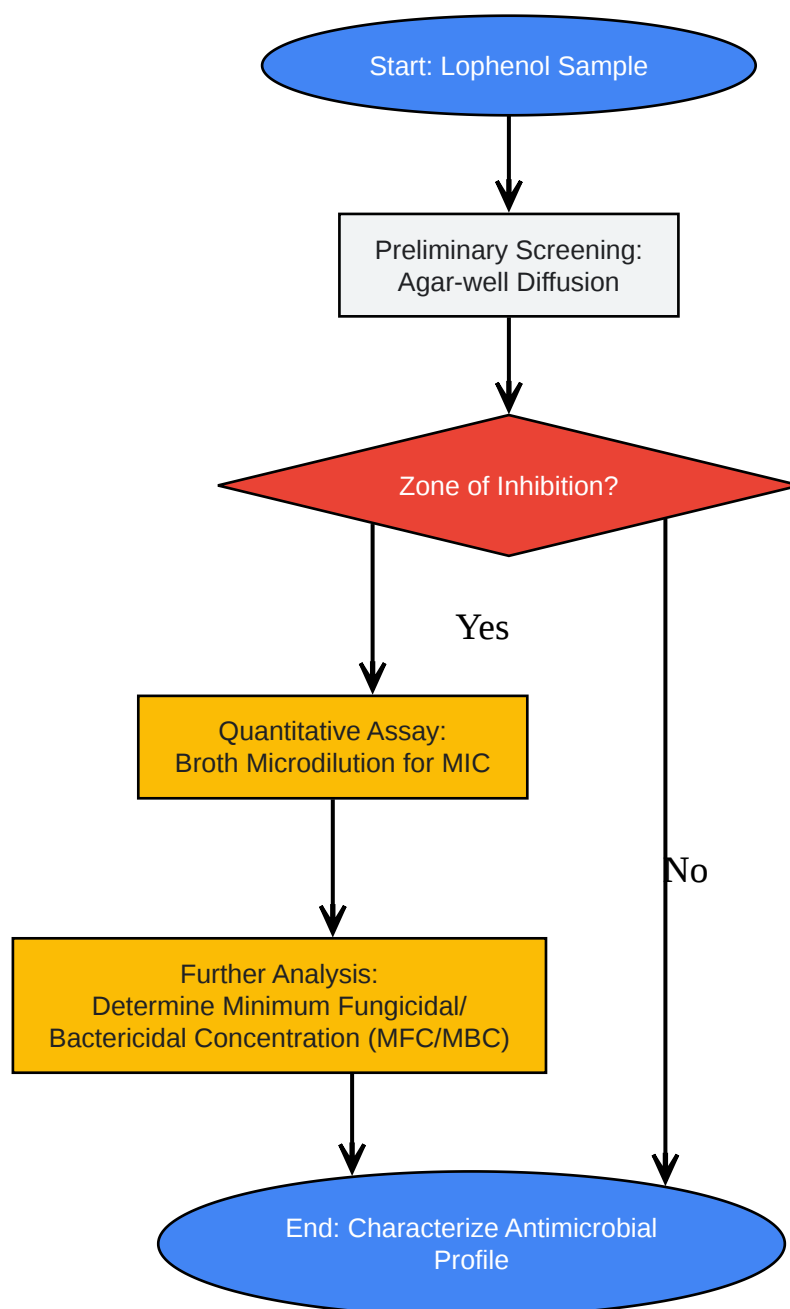 Start: Lophenol Sample
Preliminary Screening:
Agar-well Diffusion
Zone of Inhibition?
Yes
Quantitative Assay:
Broth Microdilution for MIC
No
Further Analysis:
Determine Minimum Fungicidal/
Bactericidal Concentration (MFC/MBC)
End: Characterize Antimicrobial
Profile